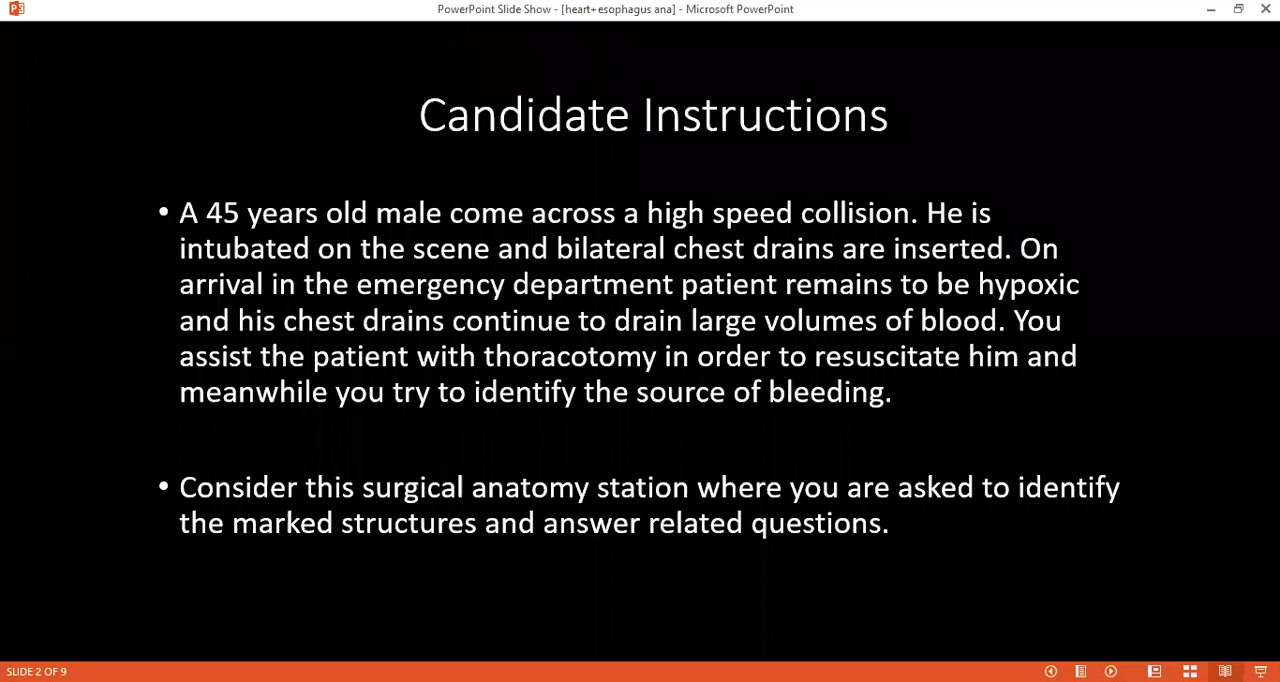 PowerPoint Slide Show - [heart+esophagus ana] - Microsoft PowerPoint
Candidate Instructions
• A 45 years old male come across a high speed collision. He is
intubated on the scene and bilateral chest drains are inserted. On
arrival in the emergency department patient remains to be hypoxic
and his chest drains continue to drain large volumes of blood. You
assist the patient with thoracotomy in order to resuscitate him and
meanwhile you try to identify the source of bleeding.
• Consider this surgical anatomy station where you are asked to identify
the marked structures and answer related questions.
SLIDE 2 OF 9